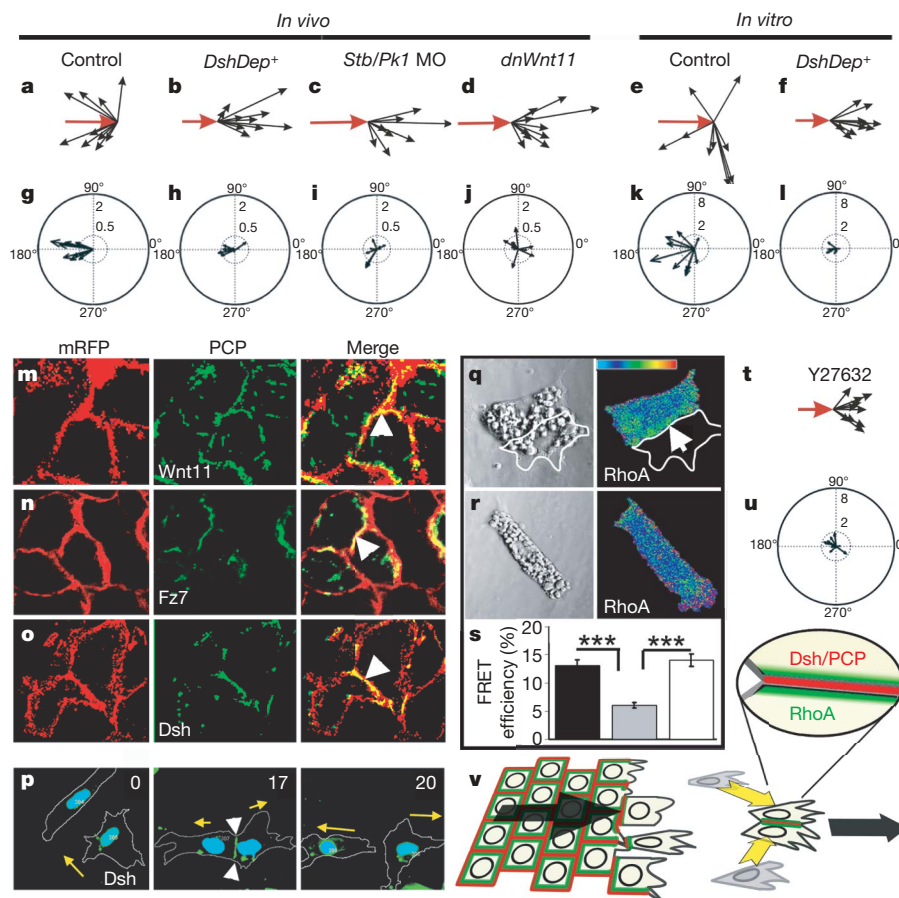 In vivo In vitro
Control DshDep+ Stb/Pk1 MO dnWnt11 Control DshDep+
a b c d e f
g h i j k l
90° 90° 90° 90° 90° 90°
2 2 2 2 8 8
0.5 0.5 0.5 0.5 2 2
180° 0° 180° 0° 180° 0° 180° 0° 180° 0° 180° 0°
270° 270° 270° 270° 270° 270°
mRFP PCP Merge
m
Wnt11
n
Fz7
o
Dsh
p 0 17 20
Dsh
q
RhoA
r
RhoA
s
FRET
efficiency (%)
20
15
10
5
0
*** ***
t
Y27632
u
90°
8
2
180° 0
270°
Dsh/PCP
RhoA
v